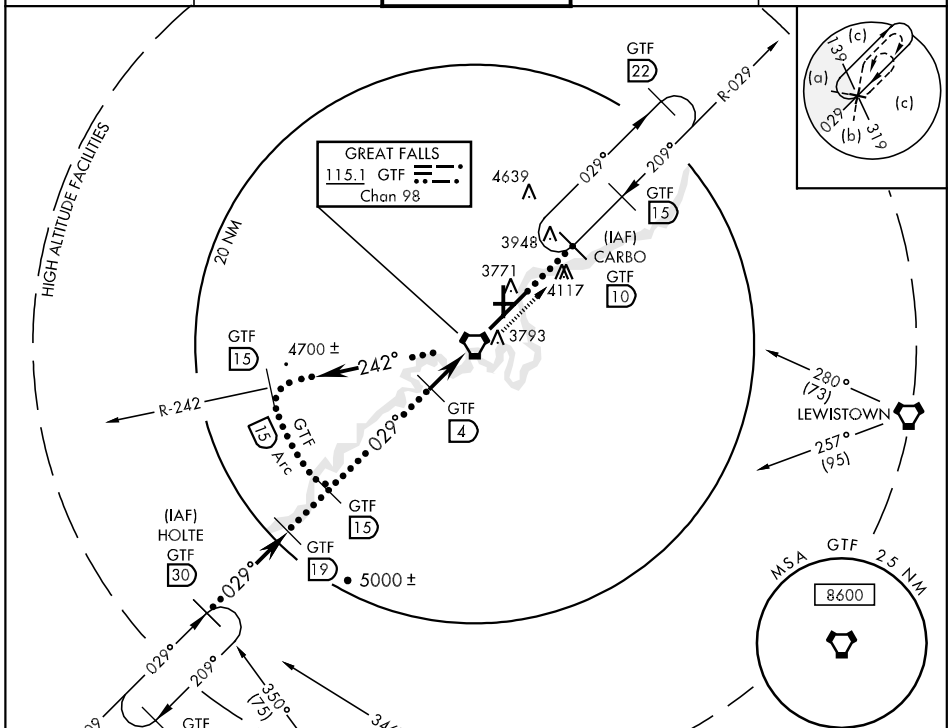 HIGH ALTITUDE FACILITIES
20 NM
GREAT FALLS
115.1 GTF
Chan 98
GTF
22
R-029
029°
209°
GTF
15
4639
3948
(IAF)
CARBO
GTF
10
3771
4117
3793
GTF
15
4700 ±
242°
R-242
15 Arc
GTF
029°
GTF
4
GTF
15
(IAF)
HOLTE
GTF
30
029°
GTF
19
5000 ±
029°
209°
350°
(75)
GTF
280°
(73)
LEWISTOWN
257°
(95)
(c)
139
(a)
(c)
029
(b)
319
MSA GTF 25 NM
8600